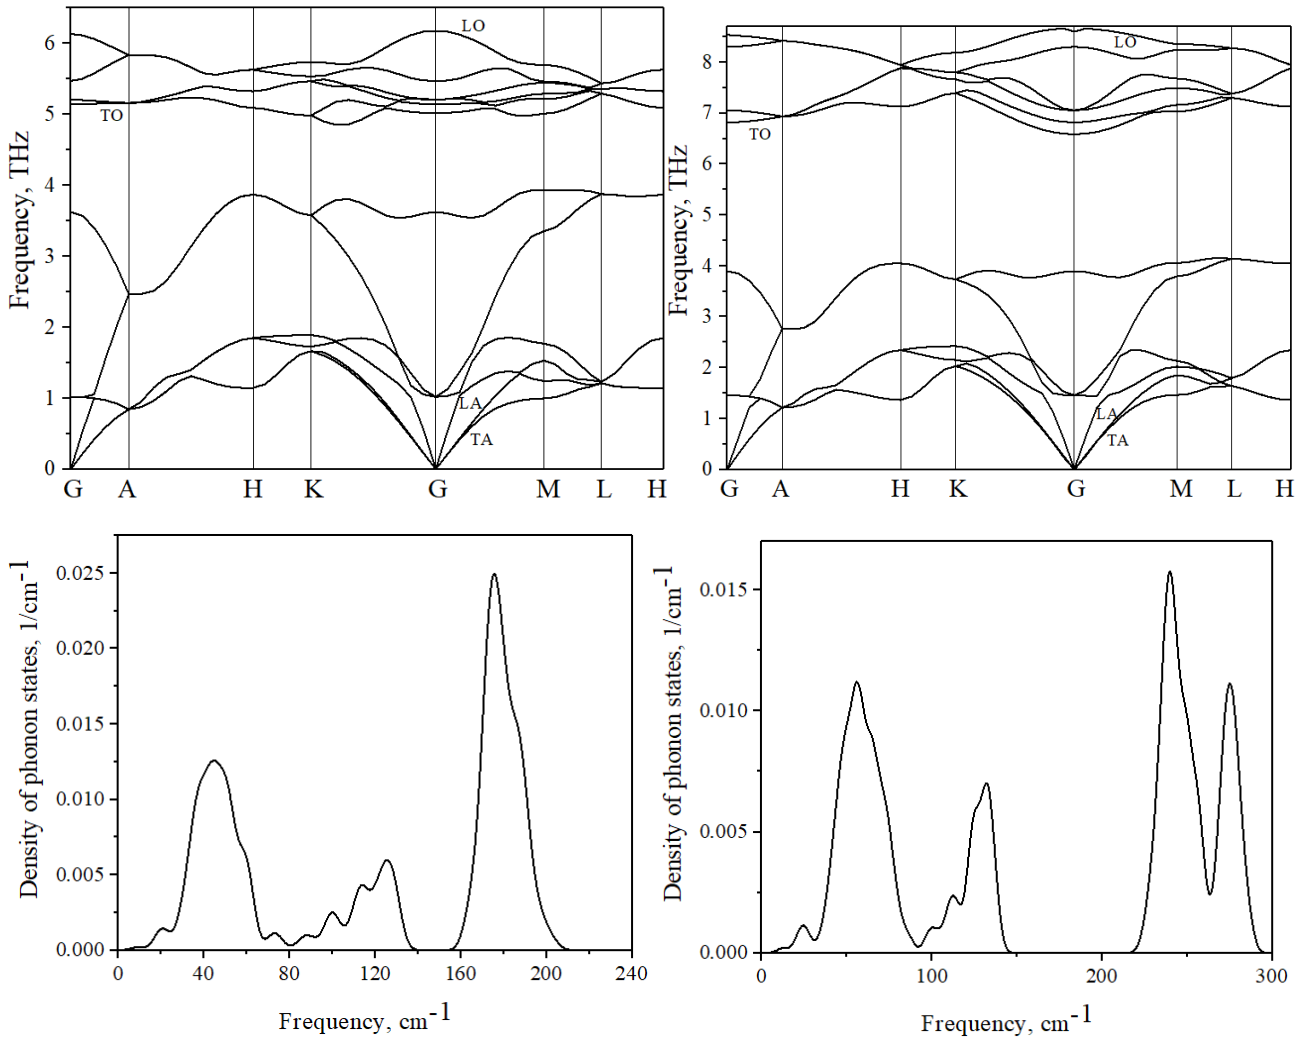 Frequency, THz
6
5
4
3
2
1
0
LO
TO
LA
TA
G A H K G M L H
Frequency, THz
8
7
6
5
4
3
2
1
0
LO
TO
LA
TA
G A H K G M L H
Density of phonon states, 1/cm-1
0.025
0.020
0.015
0.010
0.005
0.000
0 40 80 120 160 200 240
Frequency, cm-1
Density of phonon states, 1/cm-1
0.015
0.010
0.005
0.000
0 100 200 300
Frequency, cm-1